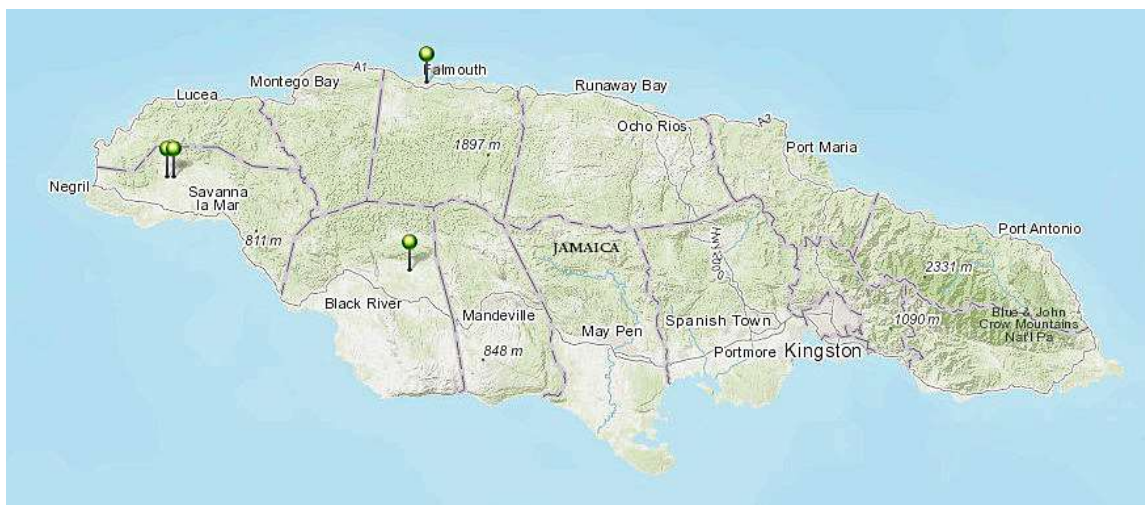 A1
Falmouth
Montego Bay
Runaway Bay
Lucea
Ocho Rios
A3
1897 m
Port Maria
Negril
Savanna
la Mar
811 m
JAMAICA
Port Antonio
2331 m
Black River
Mandeville
May Pen
Spanish Town
1090 m
Blue & John
Crow Mountains
Nat'l Pa
848 m
Portmore
Kingston